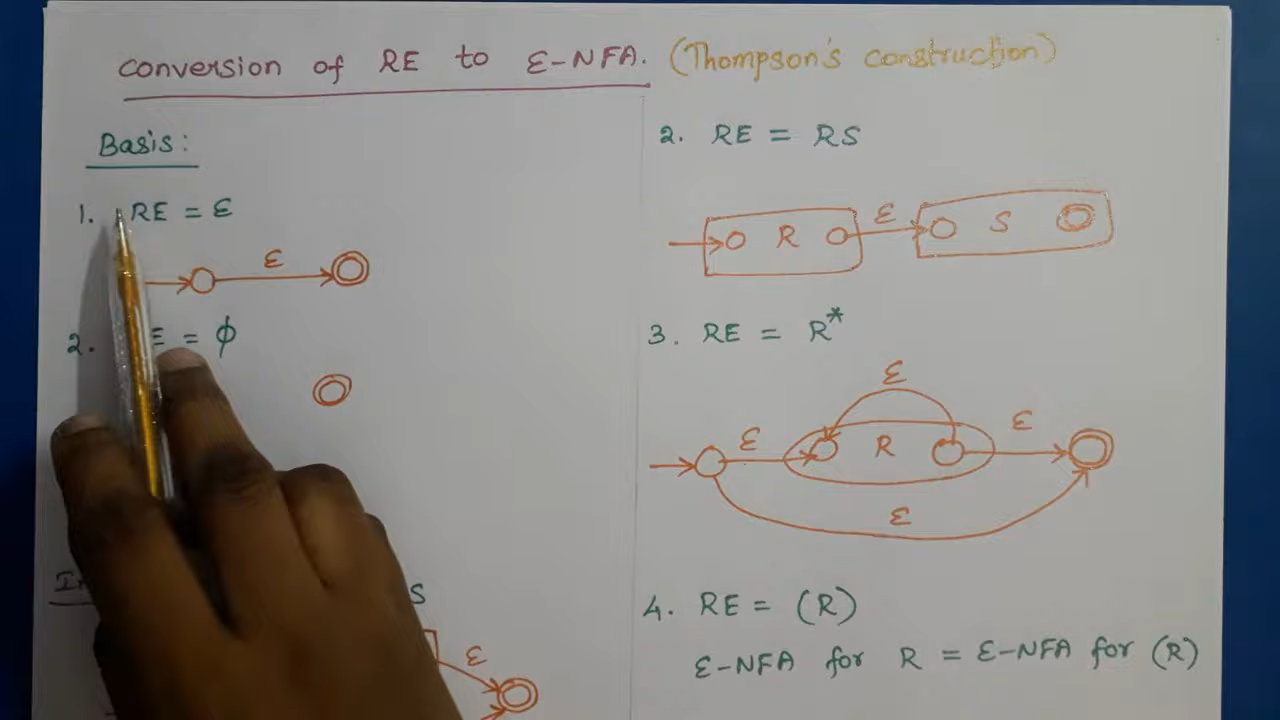 conversion of RE to ε-NFA. (Thompson's construction)
Basis:
1. RE = ε
ε
2. E = φ
S
ε
2. RE = RS
R ε S
3. RE = R*
ε
ε R ε
ε
4. RE = (R)
ε-NFA for R = ε-NFA for (R)